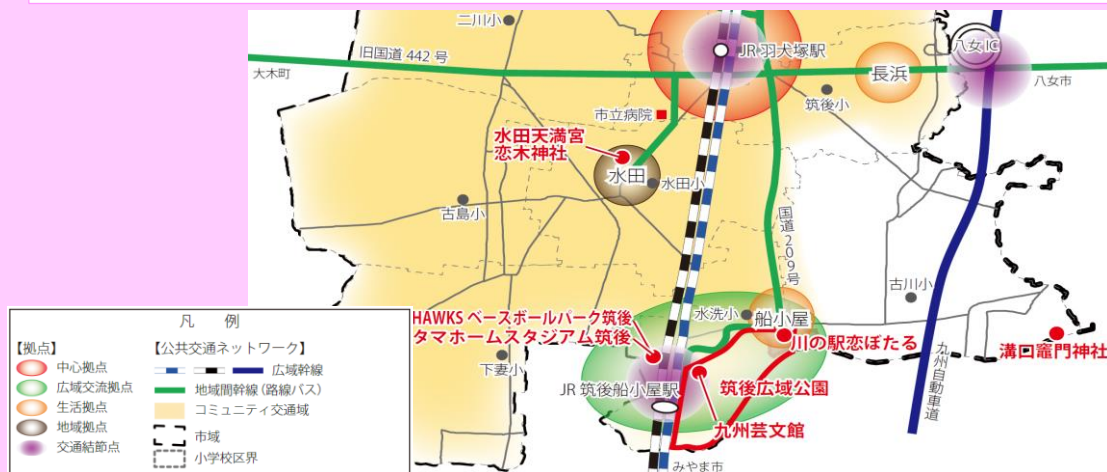 二川小
JR 羽犬塚駅
八女 IC
旧国道 442 号
大木町
長浜
八女市
市立病院
筑後小
水田天満宮
恋木神社
水田
水田小
古島小
国道 209号
古川小
HAWKS ベースボールパーク筑後
タマホームスタジアム筑後
水洗小
船小屋
川の駅恋ぼたる
溝口竈門神社
下妻小
JR 筑後船小屋駅
筑後広域公園
九州芸文館
九州自動車道
みやま市
凡 例
【拠点】
中心拠点
広域交流拠点
生活拠点
地域拠点
交通結節点
【公共交通ネットワーク】
広域幹線
地域間幹線（路線バス）
コミュニティ交通域
市域
小学校区界